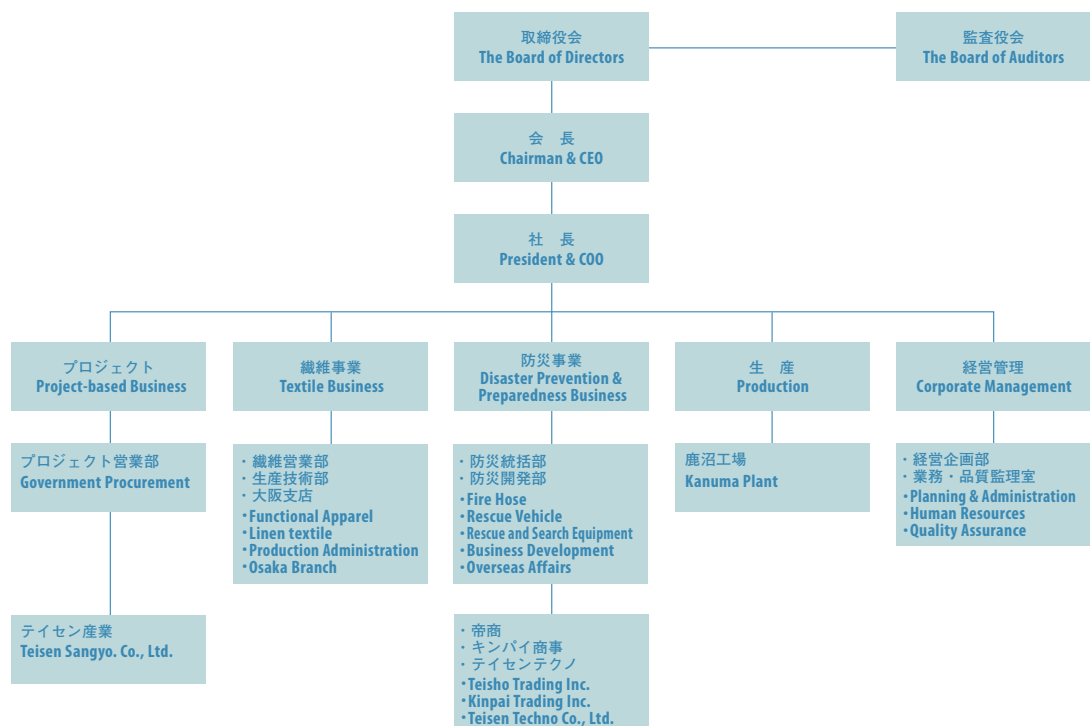 取締役会
The Board of Directors
監査役会
The Board of Auditors
会 長
Chairman & CEO
社 長
President & COO
プロジェクト
Project-based Business
繊維事業
Textile Business
防災事業
Disaster Prevention &
Preparedness Business
生 産
Production
経営管理
Corporate Management
プロジェクト営業部
Government Procurement
・繊維営業部
・生産技術部
・大阪支店
・Functional Apparel
・Linen textile
・Production Administration
・Osaka Branch
・防災統括部
・防災開発部
・Fire Hose
・Rescue Vehicle
・Rescue and Search Equipment
・Business Development
・Overseas Affairs
鹿沼工場
Kanuma Plant
・経営企画部
・業務・品質監理室
・Planning & Administration
・Human Resources
・Quality Assurance
テイセン産業
Teisen Sangyo. Co., Ltd.
・帝商
・キンパイ商事
・テイセンテクノ
・Teisho Trading Inc.
・Kinpai Trading Inc.
・Teisen Techno Co., Ltd.